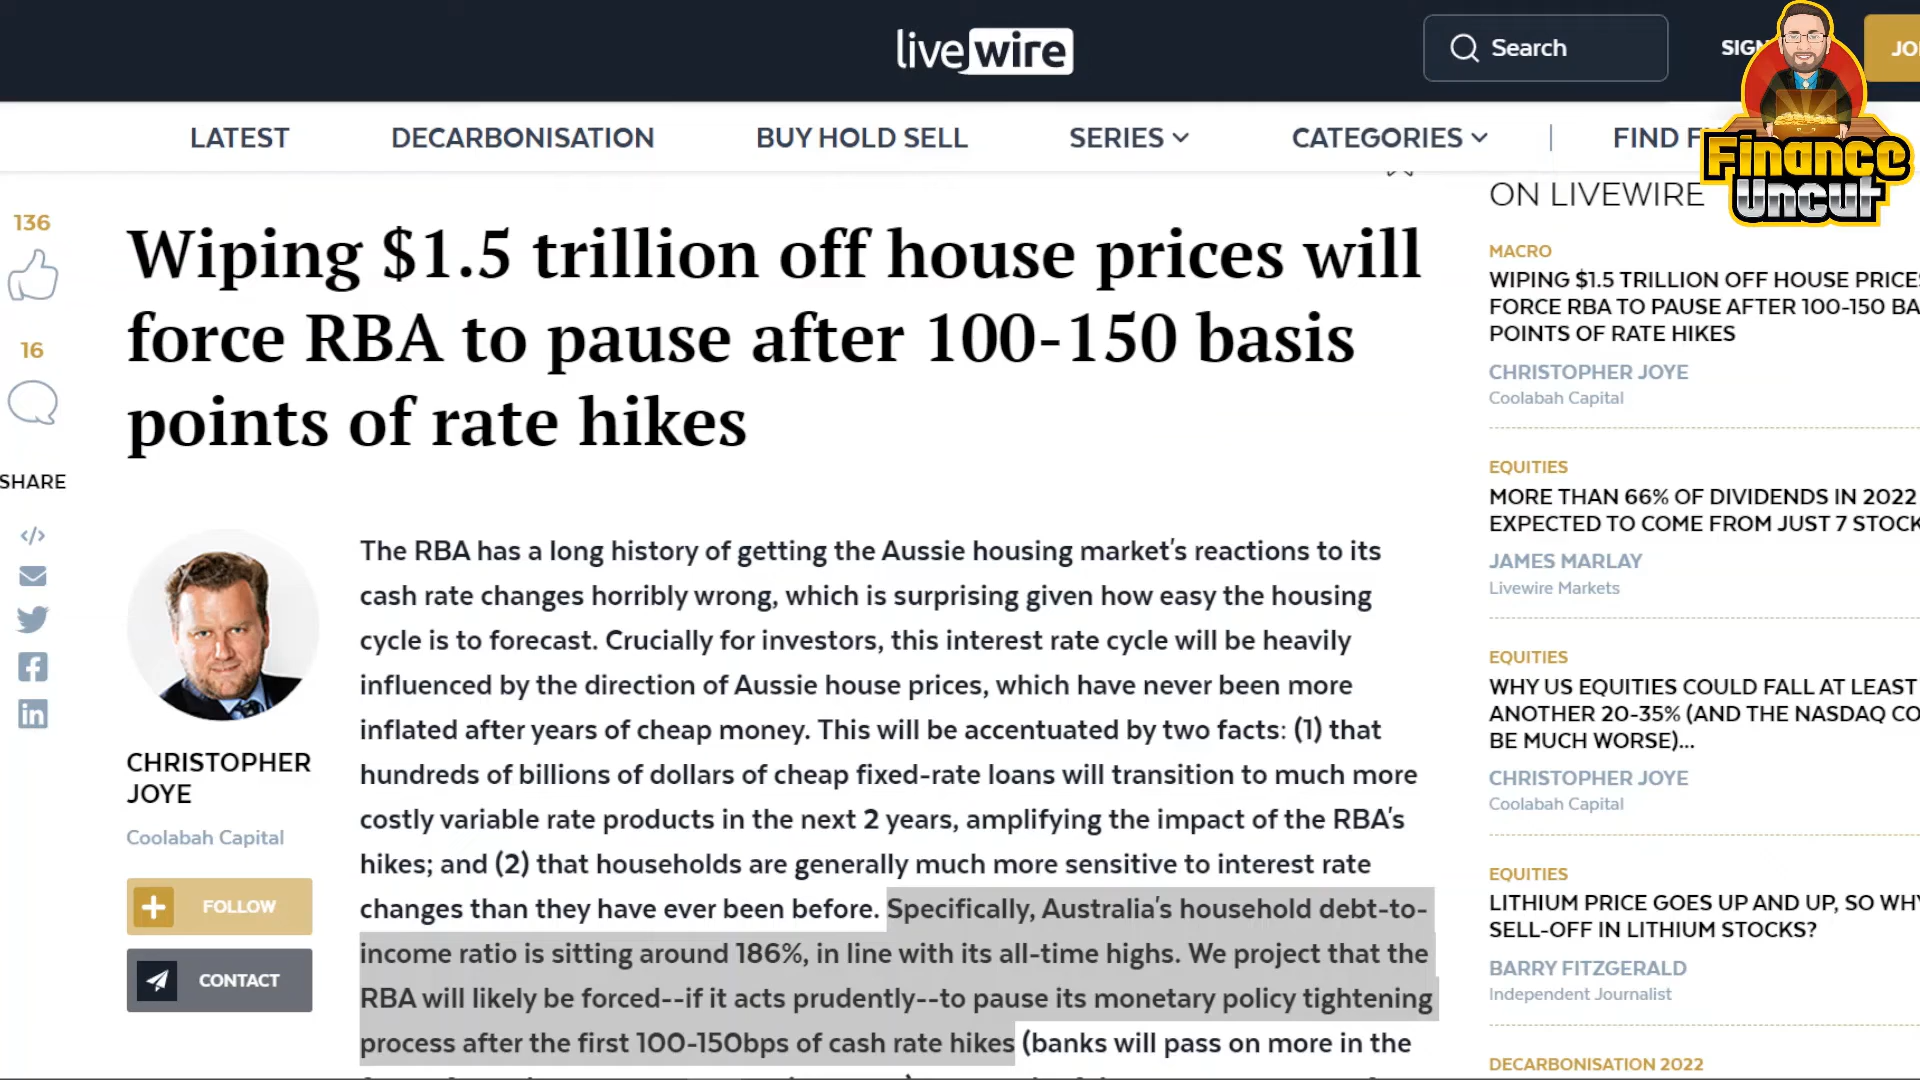 livewire
Search
SIGN
JO
LATEST
DECARBONISATION
BUY HOLD SELL
SERIES
CATEGORIES
FIND F
Finance
Uncut
136
16
SHARE
Wiping $1.5 trillion off house prices will
force RBA to pause after 100-150 basis
points of rate hikes
CHRISTOPHER
JOYE
Coolabah Capital
FOLLOW
CONTACT
The RBA has a long history of getting the Aussie housing market's reactions to its
cash rate changes horribly wrong, which is surprising given how easy the housing
cycle is to forecast. Crucially for investors, this interest rate cycle will be heavily
influenced by the direction of Aussie house prices, which have never been more
inflated after years of cheap money. This will be accentuated by two facts: (1) that
hundreds of billions of dollars of cheap fixed-rate loans will transition to much more
costly variable rate products in the next 2 years, amplifying the impact of the RBA's
hikes; and (2) that households are generally much more sensitive to interest rate
changes than they have ever been before. Specifically, Australia's household debt-to-
income ratio is sitting around 186%, in line with its all-time highs. We project that the
RBA will likely be forced--if it acts prudently--to pause its monetary policy tightening
process after the first 100-150bps of cash rate hikes (banks will pass on more in the
ON LIVEWIRE
MACRO
WIPING $1.5 TRILLION OFF HOUSE PRICES
FORCE RBA TO PAUSE AFTER 100-150 BA
POINTS OF RATE HIKES
CHRISTOPHER JOYE
Coolabah Capital
EQUITIES
MORE THAN 66% OF DIVIDENDS IN 2022
EXPECTED TO COME FROM JUST 7 STOCK
JAMES MARLAY
Livewire Markets
EQUITIES
WHY US EQUITIES COULD FALL AT LEAST
ANOTHER 20-35% (AND THE NASDAQ CO
BE MUCH WORSE)...
CHRISTOPHER JOYE
Coolabah Capital
EQUITIES
LITHIUM PRICE GOES UP AND UP, SO WHY
SELL-OFF IN LITHIUM STOCKS?
BARRY FITZGERALD
Independent Journalist
DECARBONISATION 2022